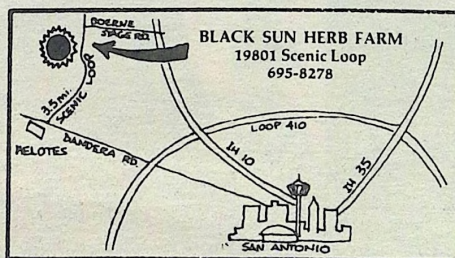 BLACK SUN HERB FARM
19801 Scenic Loop
695-8278
BOERNE
STAGE RD.
3.5 mi.
SCENIC LOOP
HELOTES
BANDERA RD.
LOOP 410
IH 10
IH 35
SAN ANTONIO